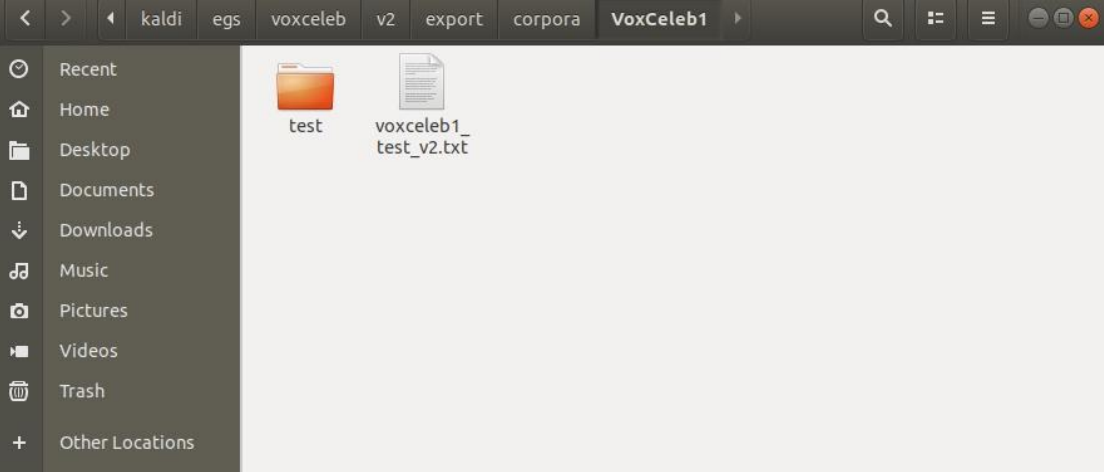 kaldi egs voxceleb v2 export corpora VoxCeleb1
Recent
Home
Desktop
Documents
Downloads
Music
Pictures
Videos
Trash
Other Locations
test
voxceleb1_
test_v2.txt